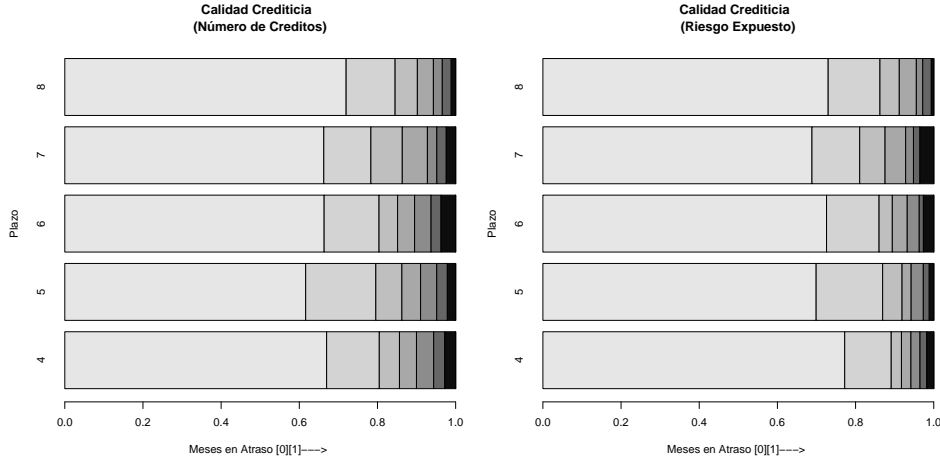 Calidad Crediticia
(Número de Creditos)
Plazo
8
7
6
5
4
0.0 0.2 0.4 0.6 0.8 1.0
Meses en Atraso [0][1]−−−>
Calidad Crediticia
(Riesgo Expuesto)
Plazo
8
7
6
5
4
0.0 0.2 0.4 0.6 0.8 1.0
Meses en Atraso [0][1]−−−>